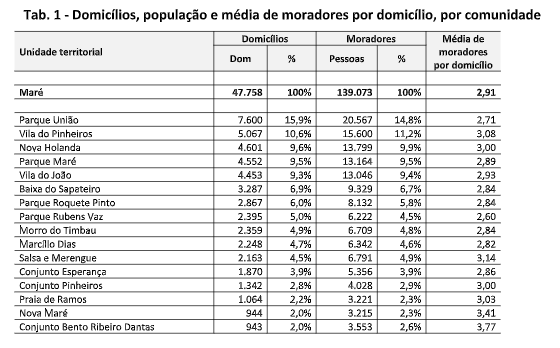 Tab. 1 - Domicílios, população e média de moradores por domicílio, por comunidade
Unidade territorial Domicílios Moradores Média de moradores por domicílio
Dom % Pessoas %
Maré 47.758 100% 139.073 100% 2,91
Parque União 7.600 15,9% 20.567 14,8% 2,71
Vila do Pinheiros 5.067 10,6% 15.600 11,2% 3,08
Nova Holanda 4.601 9,6% 13.799 9,9% 3,00
Parque Maré 4.552 9,5% 13.164 9,5% 2,89
Vila do João 4.453 9,3% 13.046 9,4% 2,93
Baixa do Sapateiro 3.287 6,9% 9.329 6,7% 2,84
Parque Roquete Pinto 2.867 6,0% 8.132 5,8% 2,84
Parque Rubens Vaz 2.395 5,0% 6.222 4,5% 2,60
Morro do Timbau 2.359 4,9% 6.709 4,8% 2,84
Marcílio Dias 2.248 4,7% 6.342 4,6% 2,82
Salsa e Merengue 2.163 4,5% 6.791 4,9% 3,14
Conjunto Esperança 1.870 3,9% 5.356 3,9% 2,86
Conjunto Pinheiros 1.342 2,8% 4.028 2,9% 3,00
Praia de Ramos 1.064 2,2% 3.221 2,3% 3,03
Nova Maré 944 2,0% 3.215 2,3% 3,41
Conjunto Bento Ribeiro Dantas 943 2,0% 3.553 2,6% 3,77